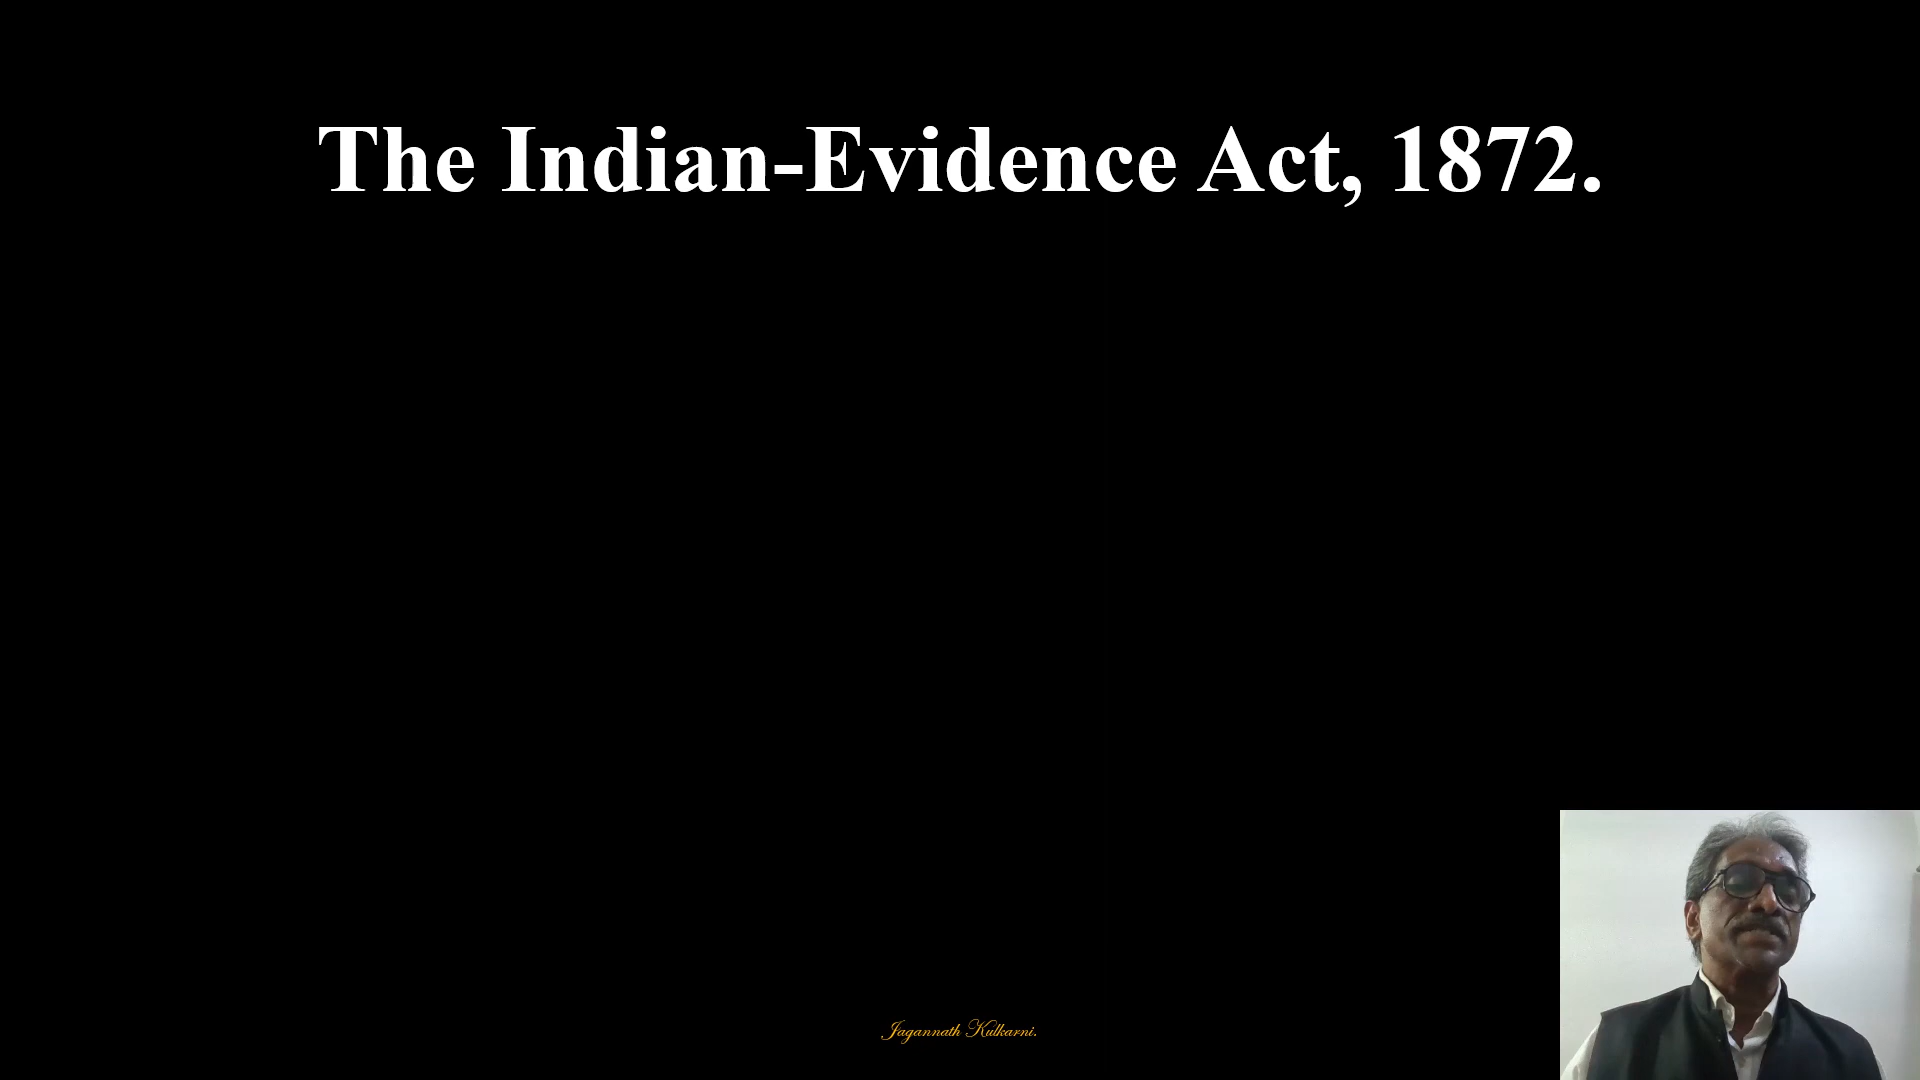 The Indian-Evidence Act, 1872.
Jagannath Kulkarni.